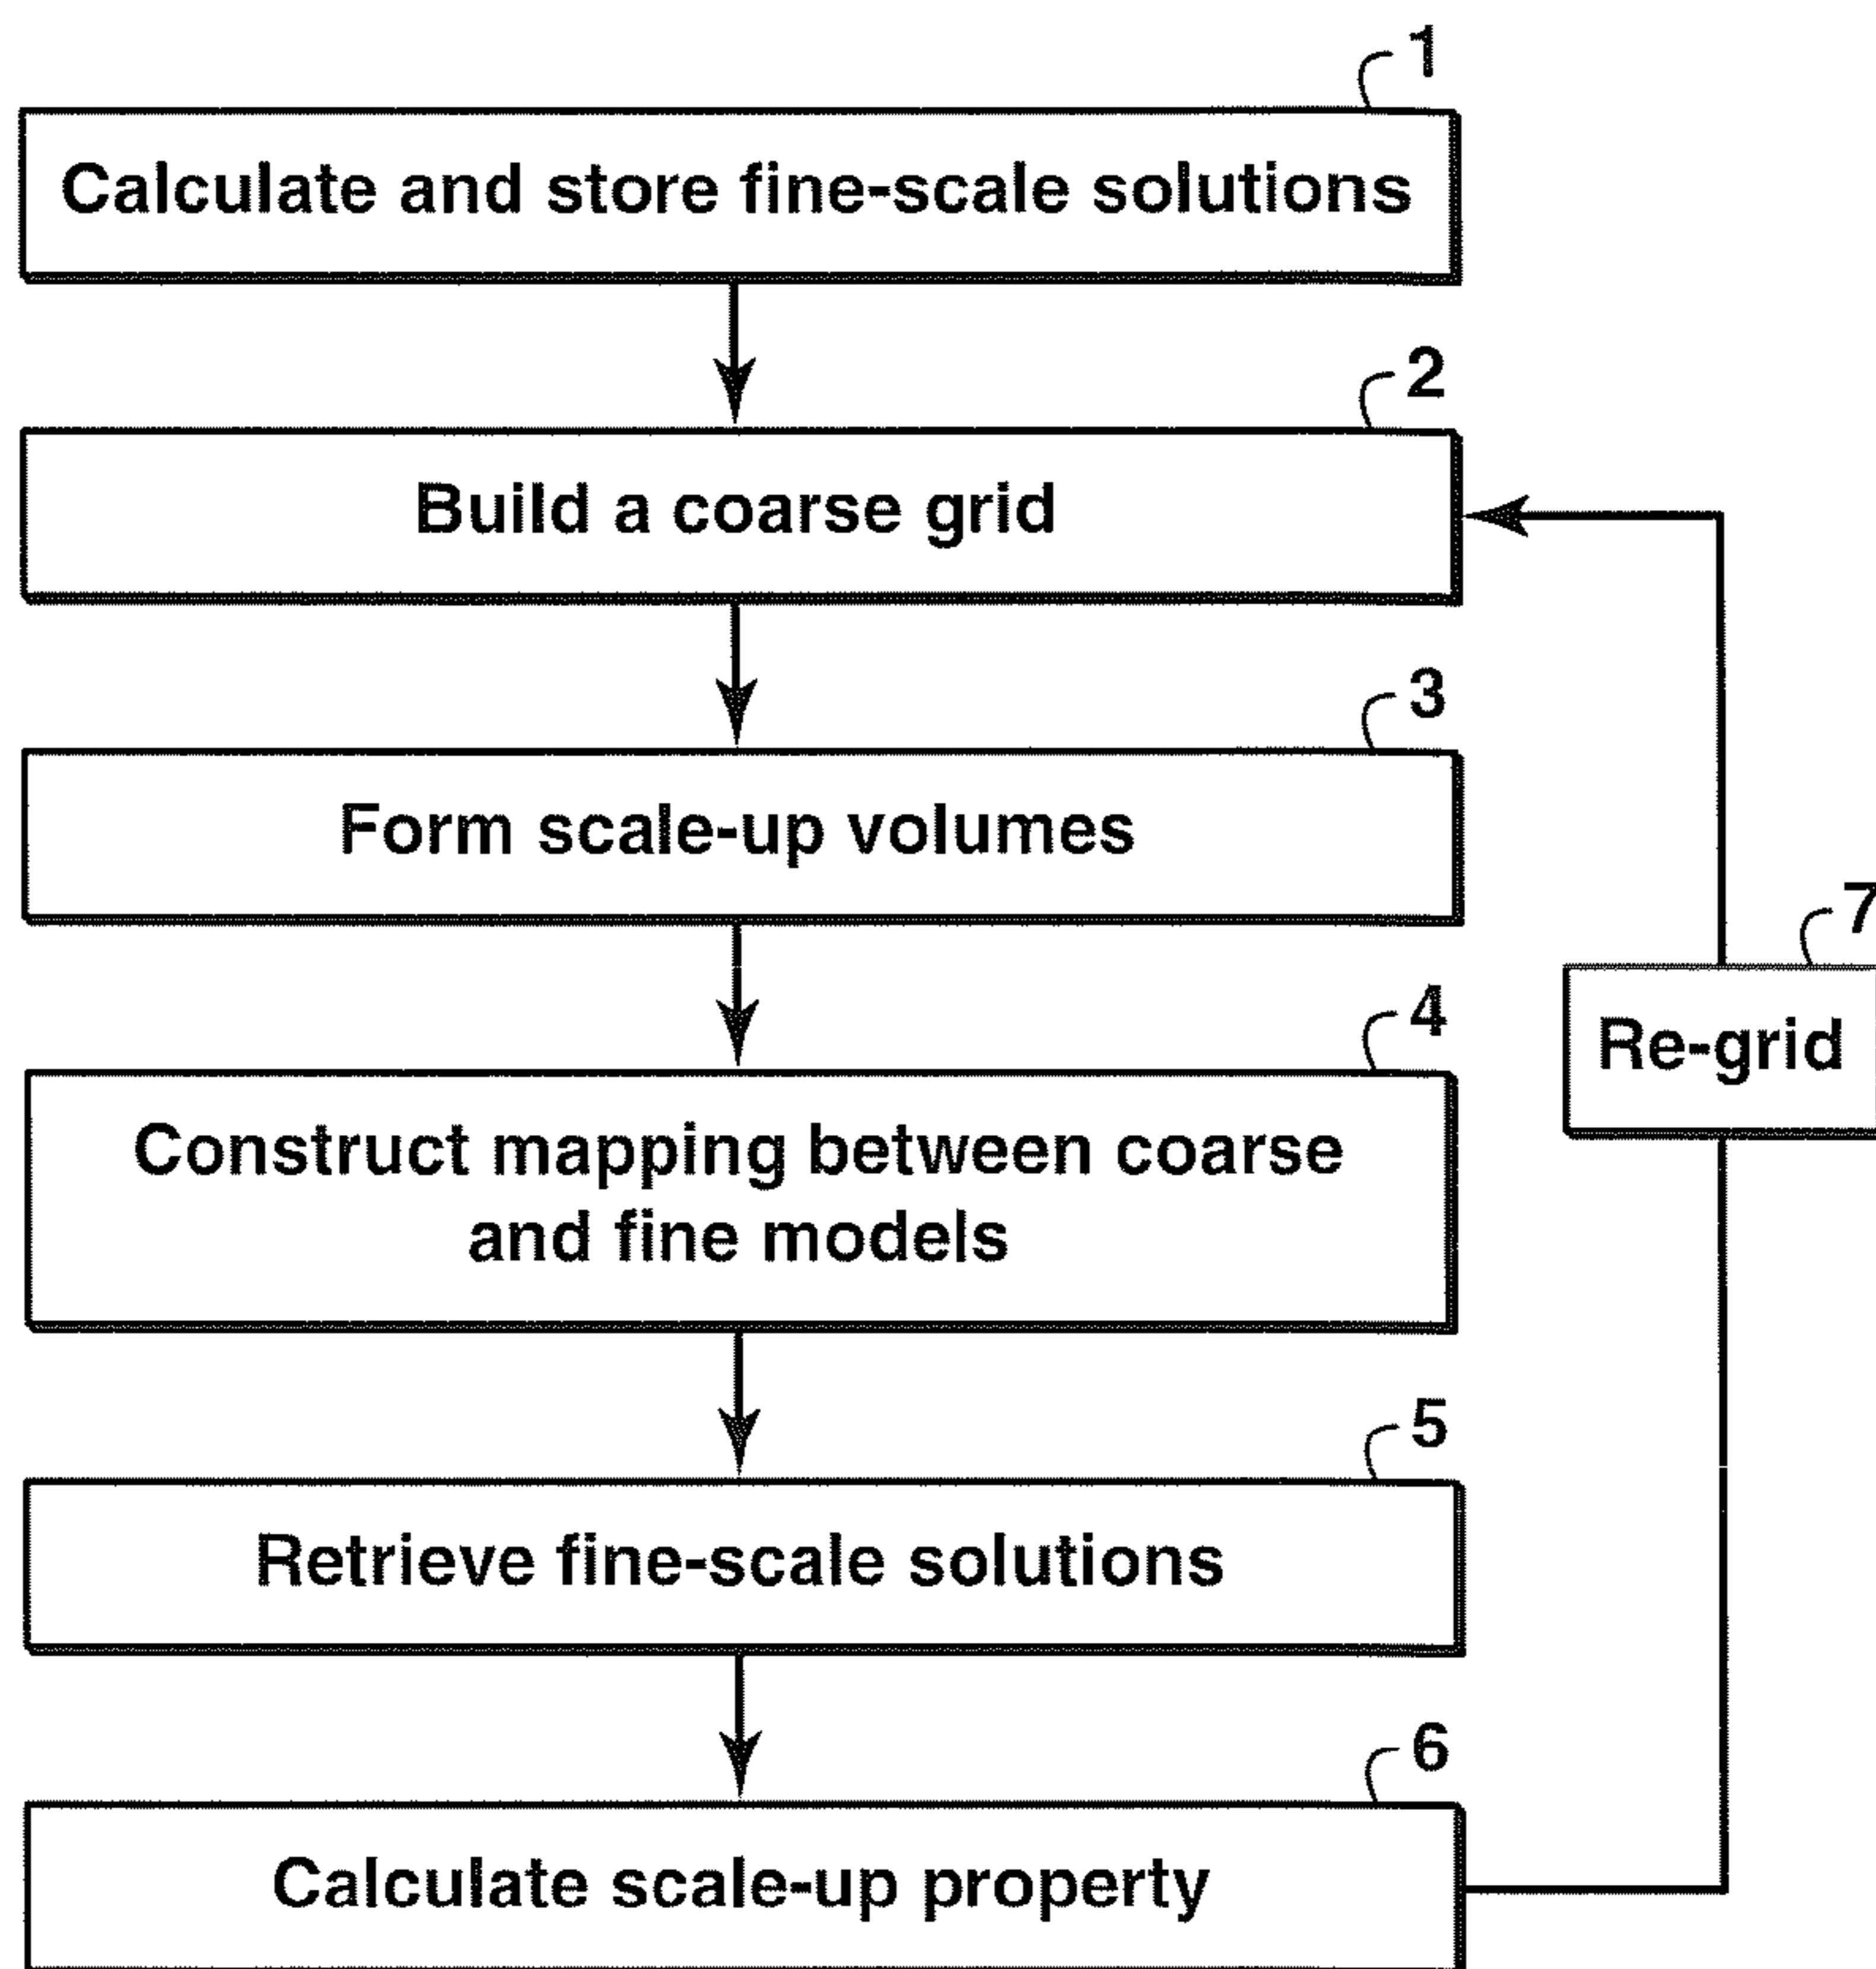 1
Calculate and store fine-scale solutions
2
Build a coarse grid
3
Form scale-up volumes
7
Re-grid
4
Construct mapping between coarse
and fine models
5
Retrieve fine-scale solutions
6
Calculate scale-up property